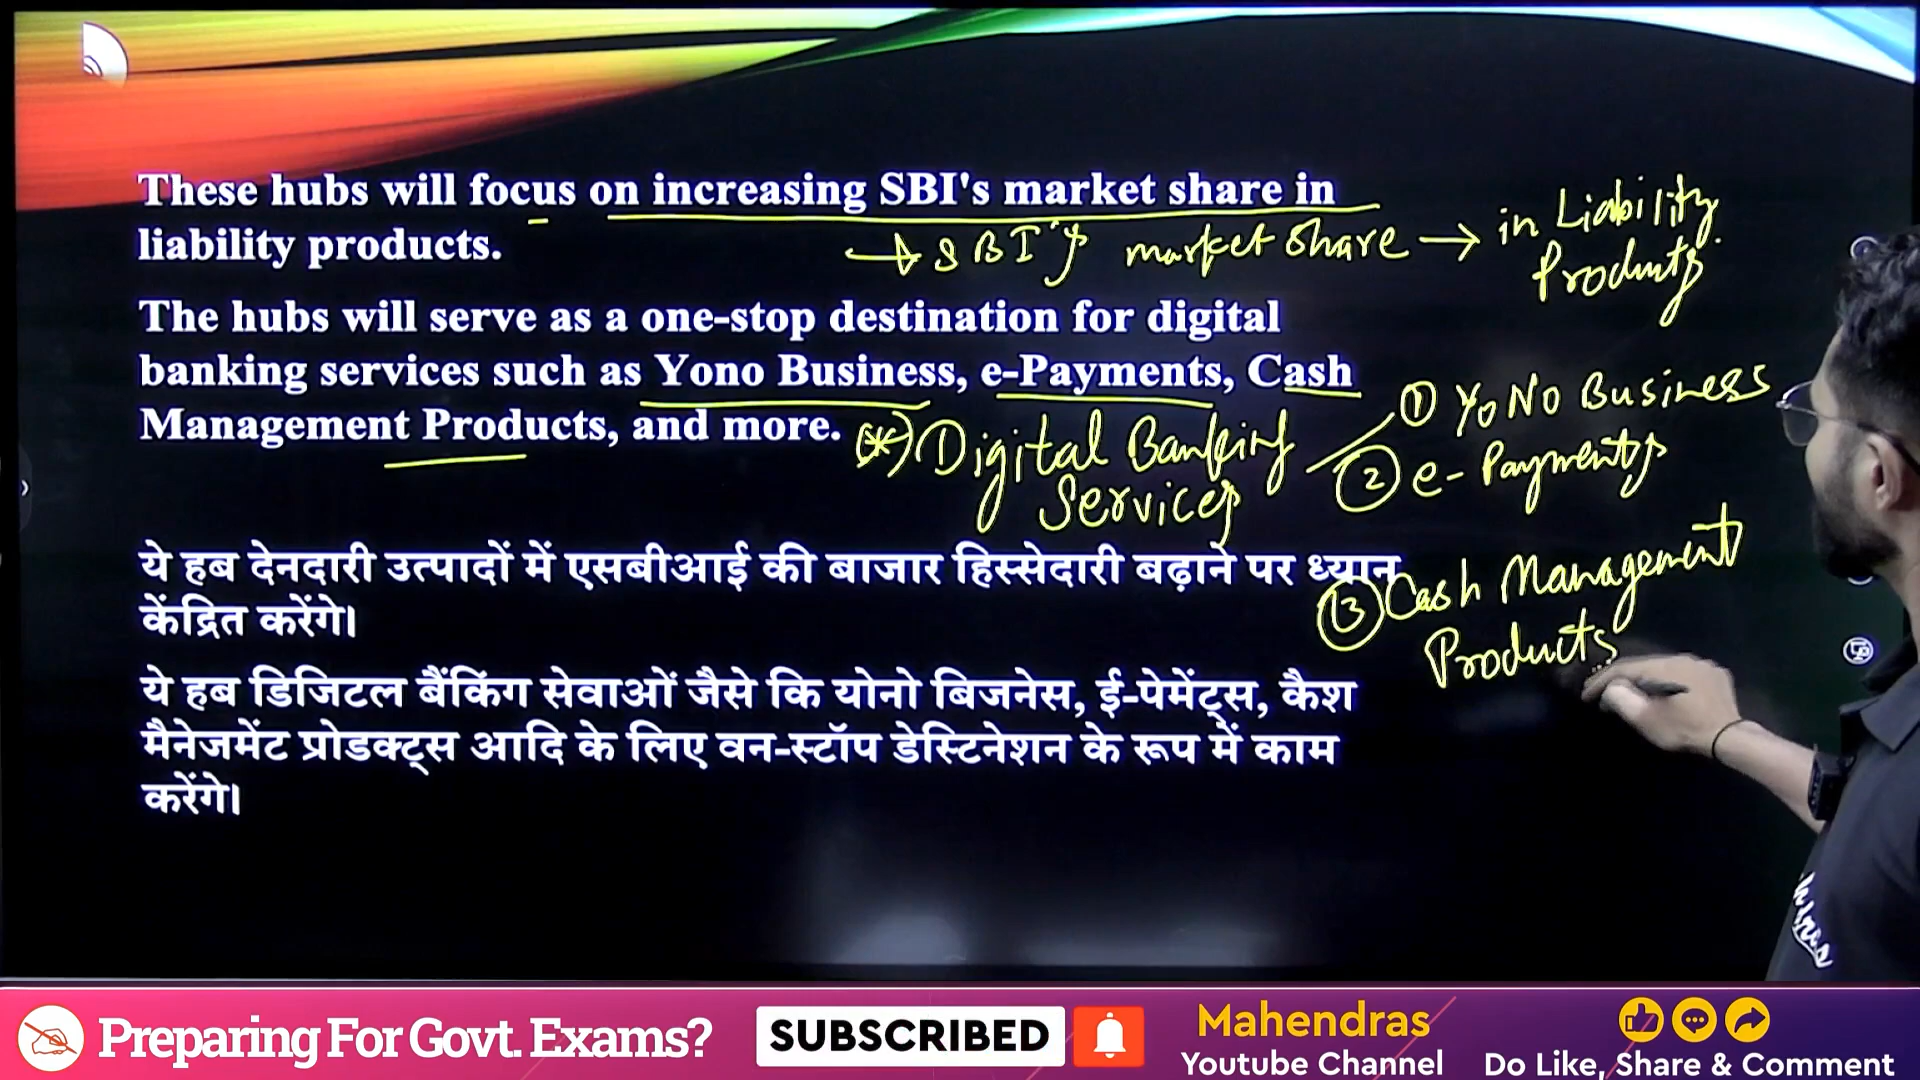 These hubs will focus on increasing SBI's market share in
liability products.
→ SBI's market share → in Liability
Products
The hubs will serve as a one-stop destination for digital
banking services such as Yono Business, e-Payments, Cash
Management Products, and more.
(*) Digital Banking
Services
① YONO Business
② e-Payments
③ Cash Management
Products
ये हब देनदारी उत्पादों में एसबीआई की बाजार हिस्सेदारी बढ़ाने पर ध्यान
केंद्रित करेंगे।
ये हब डिजिटल बैंकिंग सेवाओं जैसे कि योनो बिजनेस, ई-पेमेंट्स, कैश
मैनेजमेंट प्रोडक्ट्स आदि के लिए वन-स्टॉप डेस्टिनेशन के रूप में काम
करेंगे।
Preparing For Govt. Exams?
SUBSCRIBED
Mahendras
Youtube Channel
Do Like, Share & Comment